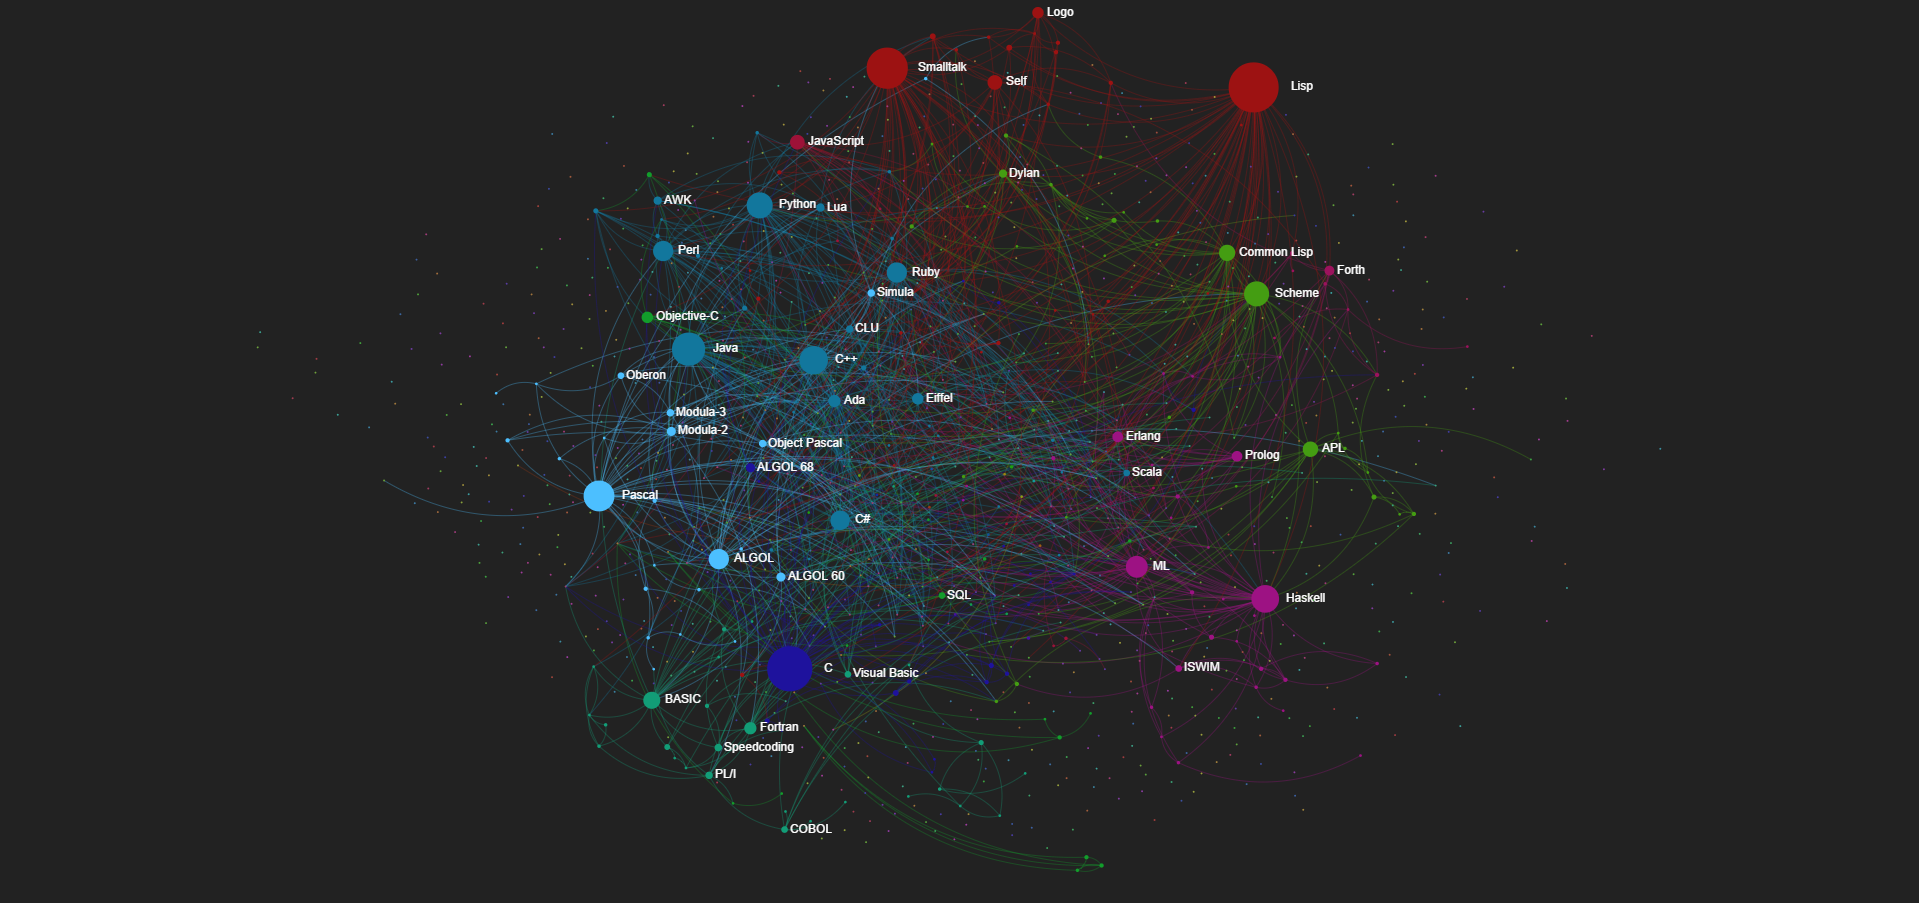 Logo
Smalltalk
Self
Lisp
JavaScript
Dylan
AWK
Python
Lua
Perl
Common Lisp
Ruby
Forth
Simula
Scheme
Objective-C
CLU
Java
C++
Oberon
Ada
Eiffel
Modula-3
Modula-2
Object Pascal
Erlang
APL
Prolog
ALGOL 68
Scala
Pascal
C#
ALGOL
ML
ALGOL 60
SQL
Haskell
C
ISWIM
Visual Basic
BASIC
Fortran
Speedcoding
PL/I
COBOL